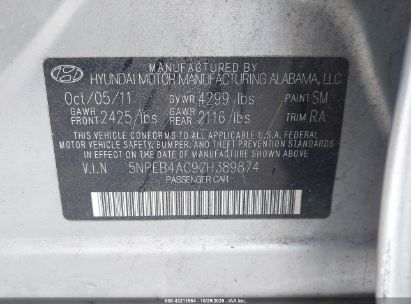 MANUFACTURED BY
HYUNDAI MOTOR MANUFACTURING ALABAMA, LLC
Oct/05/11 GVWR 4299/lbs PAINT SM
GAWR FRONT 2425/lbs GAWR REAR 2116/lbs TRIM RA
THIS VEHICLE CONFORMS TO ALL APPLICABLE U.S.A. FEDERAL
MOTOR VEHICLE SAFETY, BUMPER, AND THEFT PREVENTION
STANDARDS IN EFFECT ON THE DATE OF MANUFACTURE SHOWN ABOVE.
V.I.N 5NPEB4AC9CH389874
PASSENGER CAR